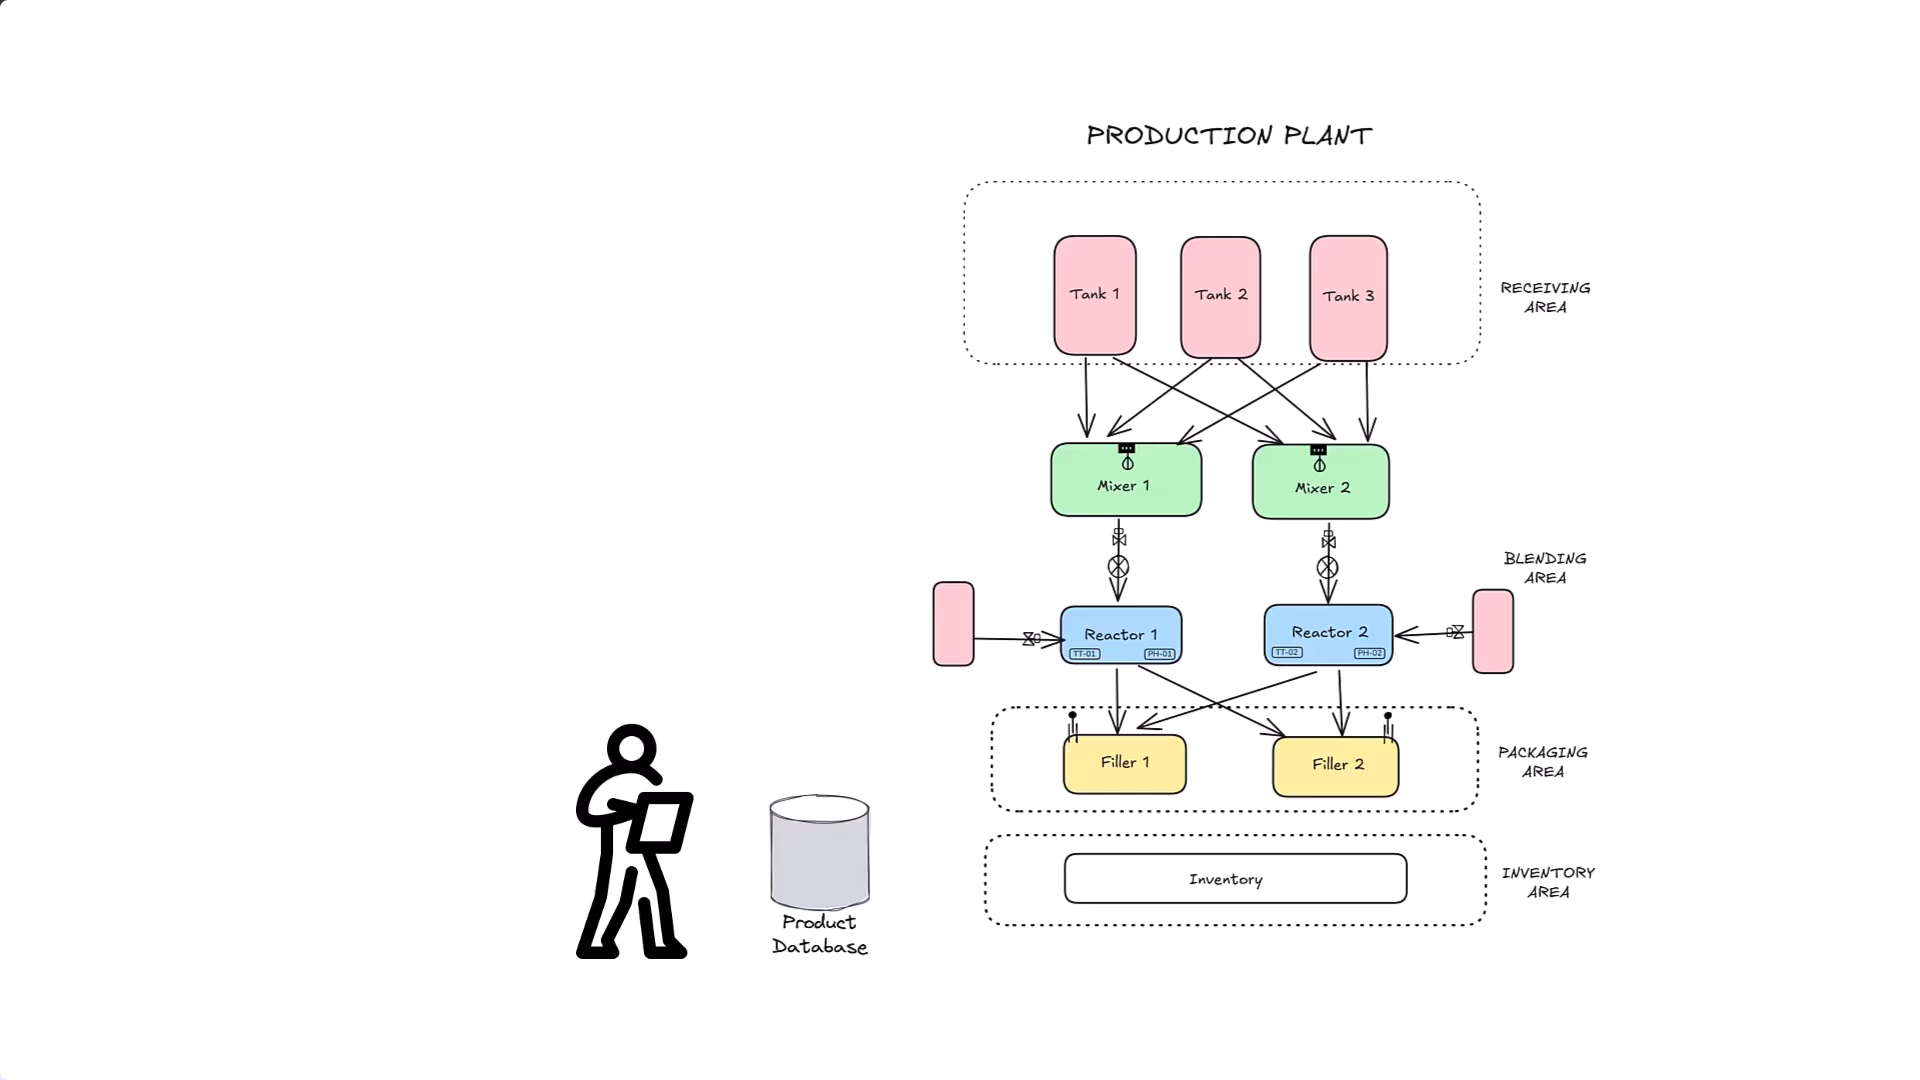 PRODUCTION PLANT
Tank 1
Tank 2
Tank 3
RECEIVING
AREA
Mixer 1
Mixer 2
BLENDING
AREA
Reactor 1
TT-01
PH-01
Reactor 2
TT-02
PH-02
Filler 1
Filler 2
PACKAGING
AREA
Inventory
INVENTORY
AREA
Product
Database